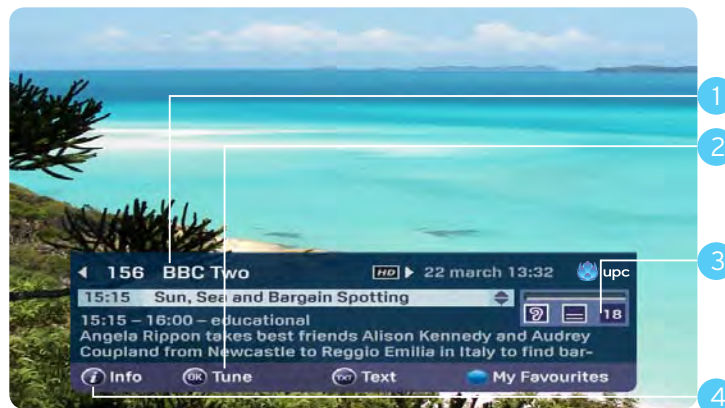 1
2
156 BBC Two HD 22 march 13:32 upc
3
15:15 Sun, Sea and Bargain Spotting
18
15:15 – 16:00 – educational
Angela Rippon takes best friends Alison Kennedy and Audrey
Coupland from Newcastle to Reggio Emilia in Italy to find bar-
i Info OK Tune TXT Text My Favourites
4